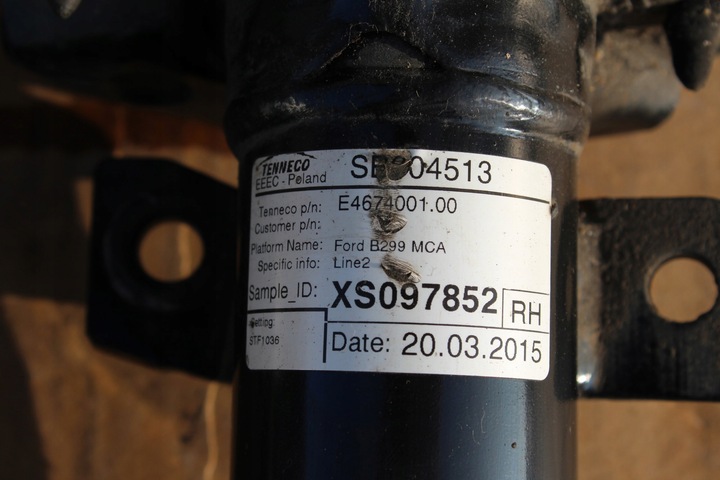 TENNECO
EEEC - Poland
Tenneco p/n: E4674001.00
Customer p/n:
Platform Name: Ford B299 MCA
Specific info: Line2
Sample_ID: XS097852 RH
Setting:
STF1036
Date: 20.03.2015